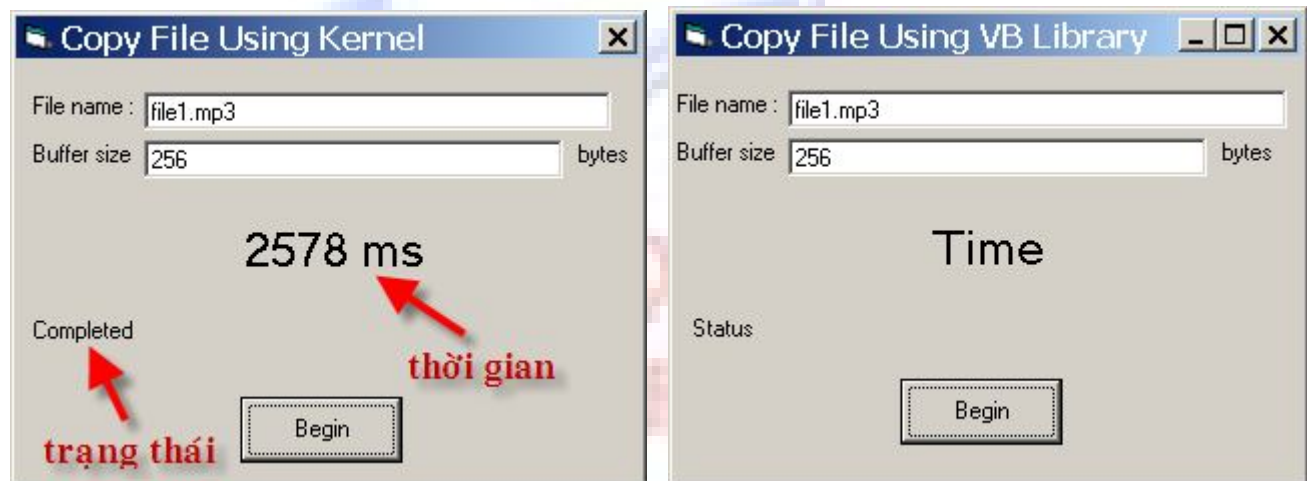 Copy File Using Kernel
File name : file1.mp3
Buffer size 256 bytes
2578 ms
thời gian
Completed
trạng thái
Begin
Copy File Using VB Library
File name : file1.mp3
Buffer size 256 bytes
Time
Status
Begin